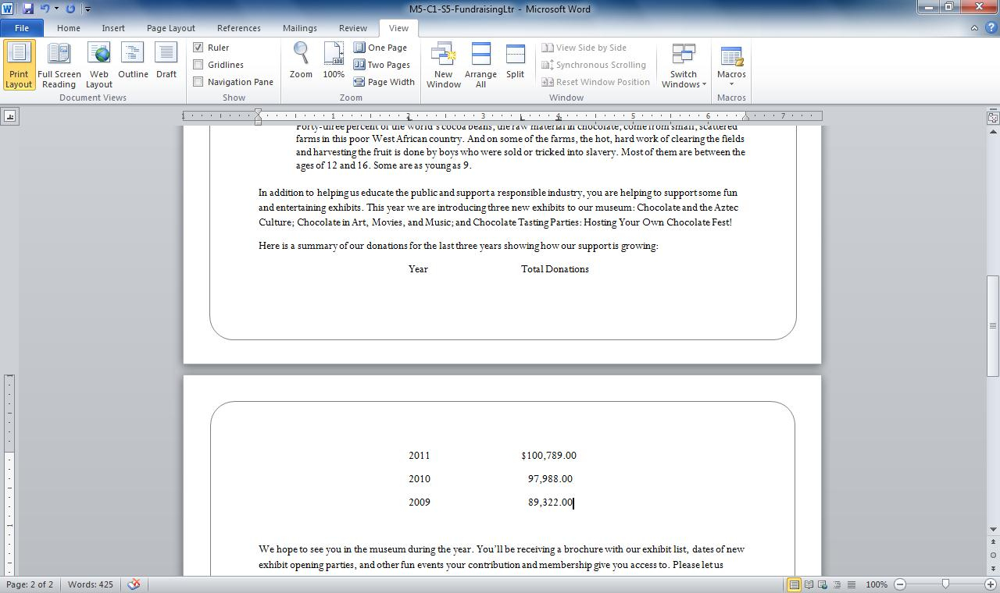 M5-C1-S5-FundraisingLtr - Microsoft Word
File Home Insert Page Layout References Mailings Review View
Print Layout
Full Screen Reading
Web Layout
Outline
Draft
Document Views
Ruler
Gridlines
Navigation Pane
Show
Zoom
100%
One Page
Two Pages
Page Width
Zoom
New Window
Arrange All
Split
View Side by Side
Synchronous Scrolling
Reset Window Position
Window
Switch Windows
Macros
Macros
1 1 2 3 4 5 6 7
Forty-three percent of the world's cocoa beans, the raw material in chocolate, come from small, scattered
farms in this poor West African country. And on some of the farms, the hot, hard work of clearing the fields
and harvesting the fruit is done by boys who were sold or tricked into slavery. Most of them are between the
ages of 12 and 16. Some are as young as 9.
In addition to helping us educate the public and support a responsible industry, you are helping to support some fun
and entertaining exhibits. This year we are introducing three new exhibits to our museum: Chocolate and the Aztec
Culture; Chocolate in Art, Movies, and Music; and Chocolate Tasting Parties: Hosting Your Own Chocolate Fest!
Here is a summary of our donations for the last three years showing how our support is growing:
Year Total Donations
2011 $100,789.00
2010 97,988.00
2009 89,322.00
We hope to see you in the museum during the year. You'll be receiving a brochure with our exhibit list, dates of new
exhibit opening parties, and other fun events your contribution and membership give you access to. Please let us
Page: 2 of 2 Words: 425 100%